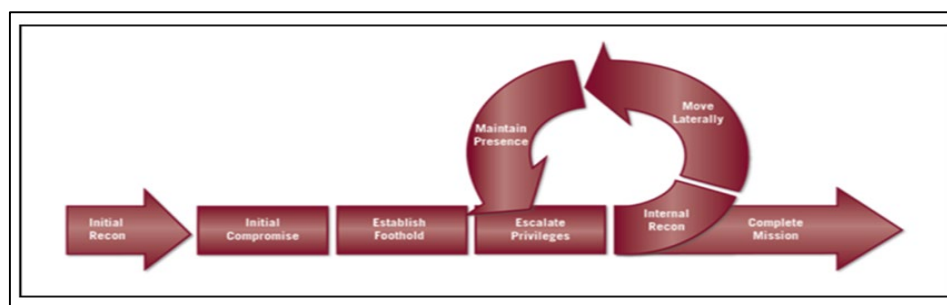 Initial
Recon
Initial
Compromise
Establish
Foothold
Escalate
Privileges
Internal
Recon
Move
Laterally
Maintain
Presence
Complete
Mission